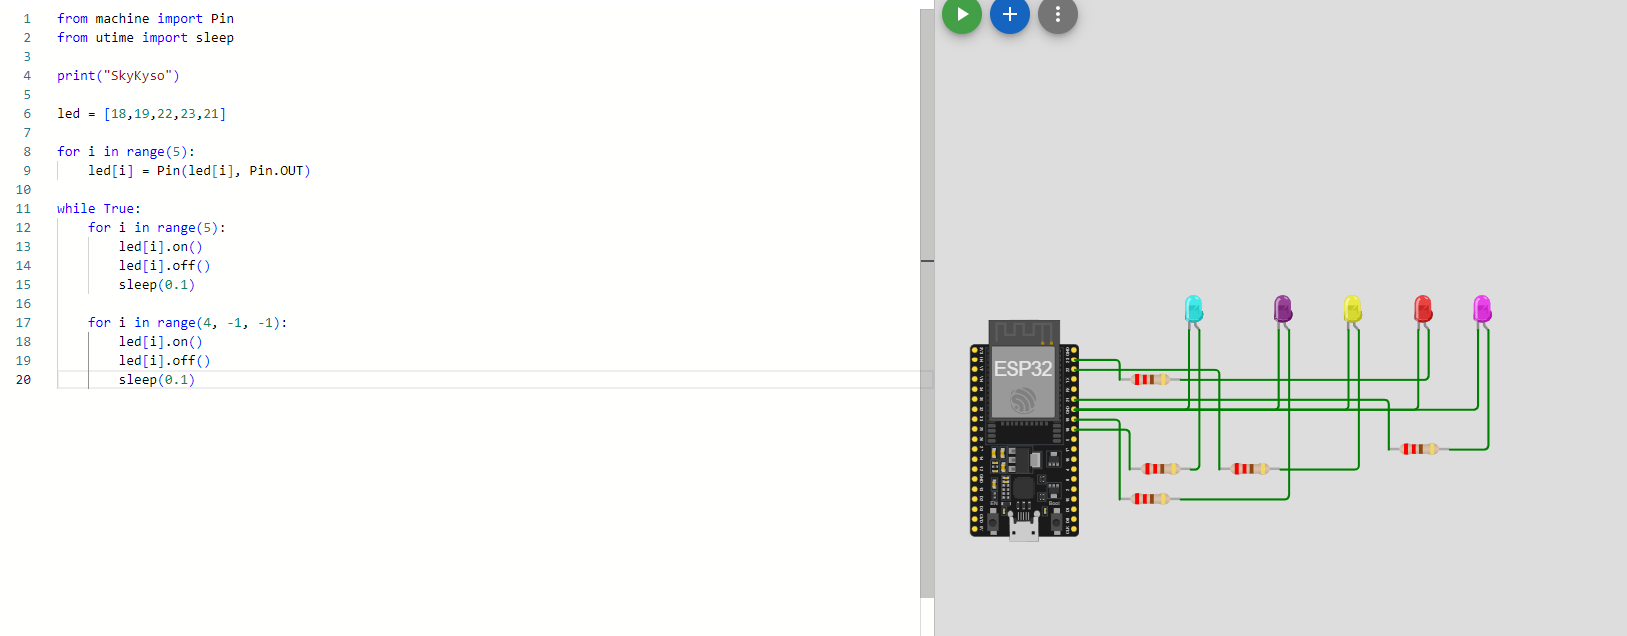 1 from machine import Pin
2 from utime import sleep
3
4 print("SkyKyso")
5
6 led = [18,19,22,23,21]
7
8 for i in range(5):
9     led[i] = Pin(led[i], Pin.OUT)
10
11 while True:
12     for i in range(5):
13         led[i].on()
14         led[i].off()
15         sleep(0.1)
16
17     for i in range(4, -1, -1):
18         led[i].on()
19         led[i].off()
20         sleep(0.1)
ESP32
EN
Boot